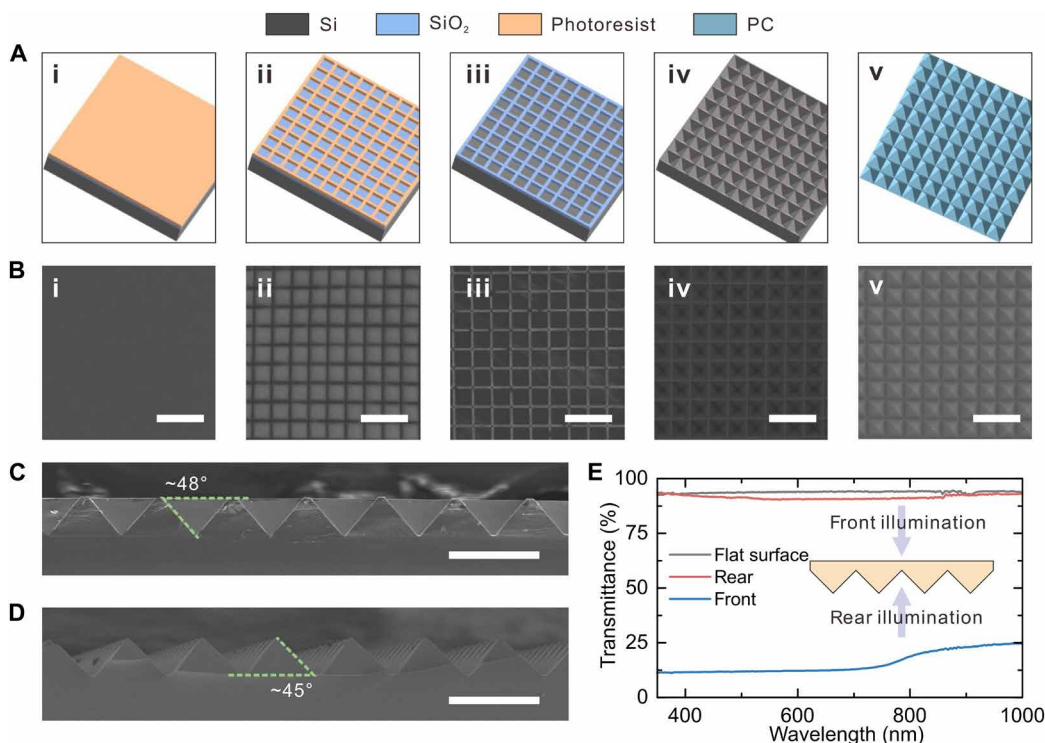 Si SiO₂ Photoresist PC
A
i ii iii iv v
B
i ii iii iv v
C
~48°
D
~45°
E
100
75
50
25
0
Transmittance (%)
Front illumination
Flat surface
Rear
Front
Rear illumination
400 600 800 1000
Wavelength (nm)